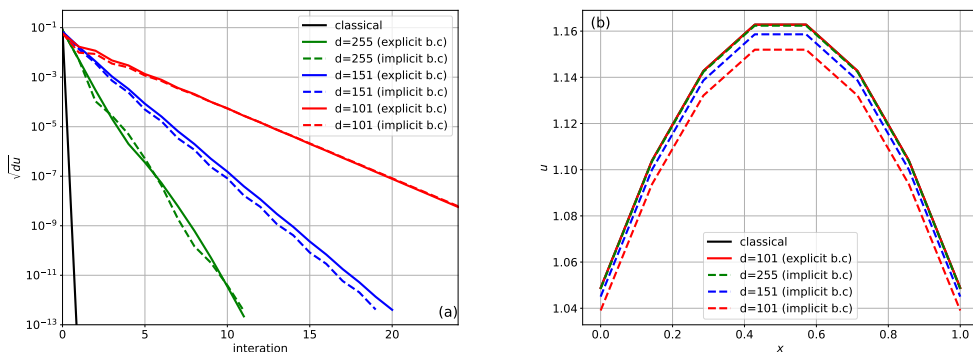 classical
d=255 (explicit b.c)
d=255 (implicit b.c)
d=151 (explicit b.c)
d=151 (implicit b.c)
d=101 (explicit b.c)
d=101 (implicit b.c)
10⁻¹
10⁻³
10⁻⁵
10⁻⁷
10⁻⁹
10⁻¹¹
10⁻¹³
√du
0 5 10 15 20
interation
(a)
(b)
1.16
1.14
1.12
1.10
1.08
1.06
1.04
u
classical
d=101 (explicit b.c)
d=255 (implicit b.c)
d=151 (implicit b.c)
d=101 (implicit b.c)
0.0 0.2 0.4 0.6 0.8 1.0
x